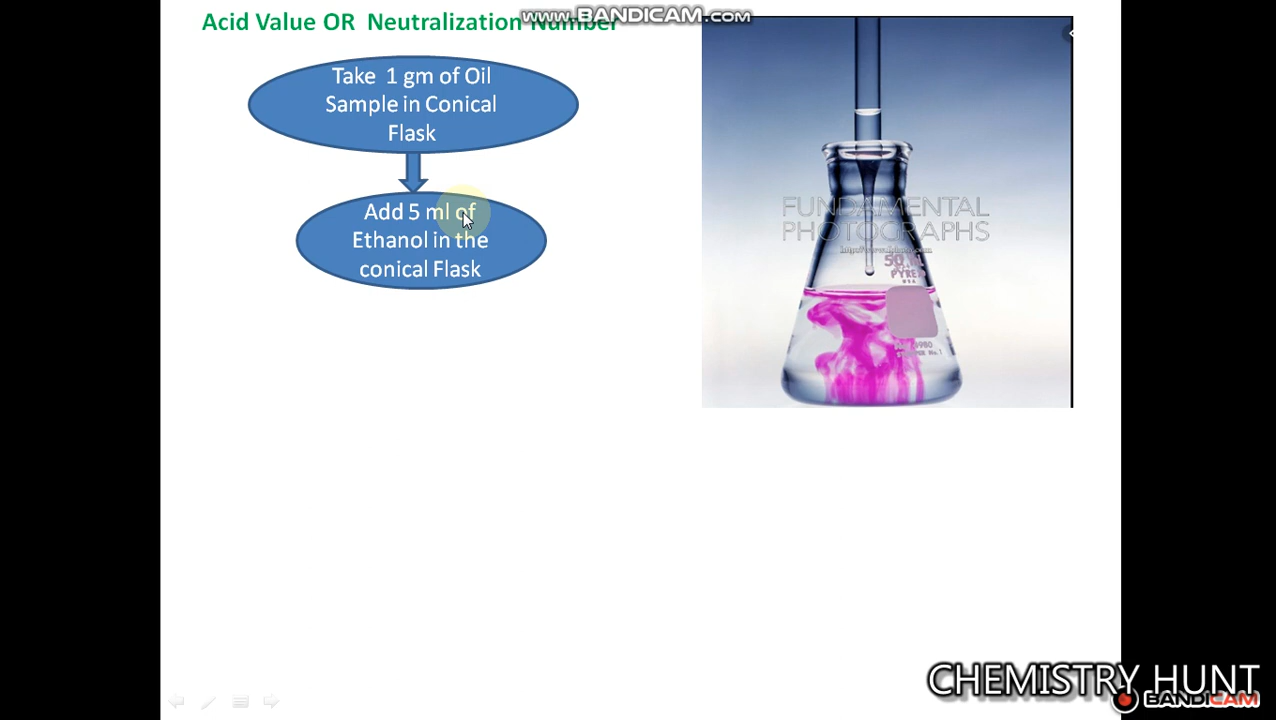 www.BANDICAM.com
Acid Value OR Neutralization Number
Take 1 gm of Oil
Sample in Conical
Flask
Add 5 ml of
Ethanol in the
conical Flask
FUNDAMENTAL
PHOTOGRAPHS
PYREX
CHEMISTRY HUNT
BANDICAM